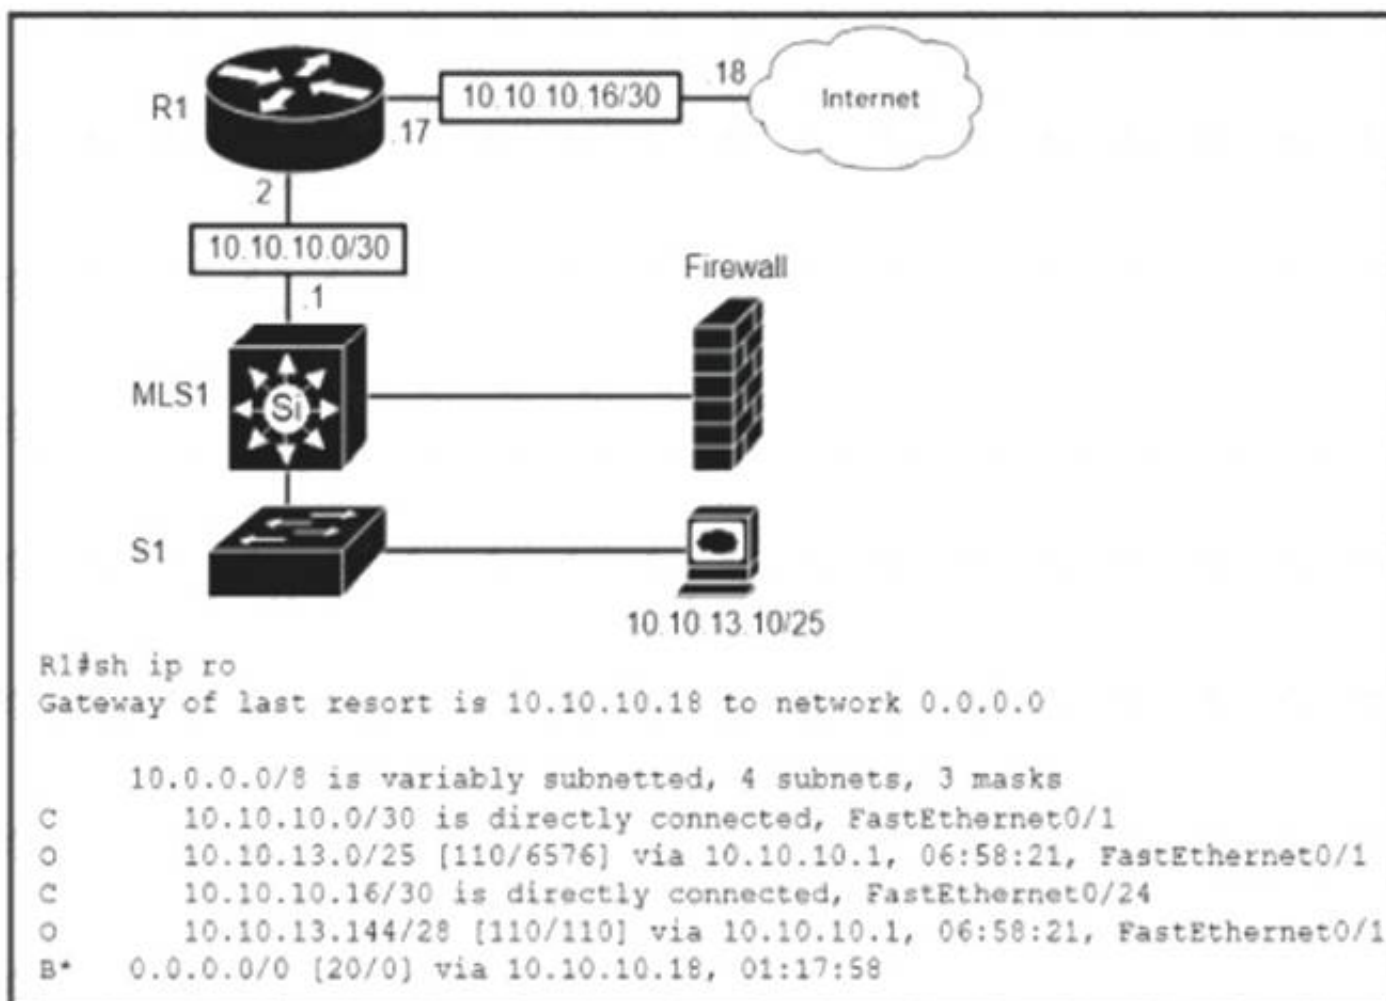 R1
.17
10.10.10.16/30
.18
Internet
.2
10.10.10.0/30
.1
Firewall
MLS1
Si
S1
10.10.13.10/25
R1#sh ip ro
Gateway of last resort is 10.10.10.18 to network 0.0.0.0
10.0.0.0/8 is variably subnetted, 4 subnets, 3 masks
C 10.10.10.0/30 is directly connected, FastEthernet0/1
O 10.10.13.0/25 [110/6576] via 10.10.10.1, 06:58:21, FastEthernet0/1
C 10.10.10.16/30 is directly connected, FastEthernet0/24
O 10.10.13.144/28 [110/110] via 10.10.10.1, 06:58:21, FastEthernet0/1
B* 0.0.0.0/0 [20/0] via 10.10.10.18, 01:17:58